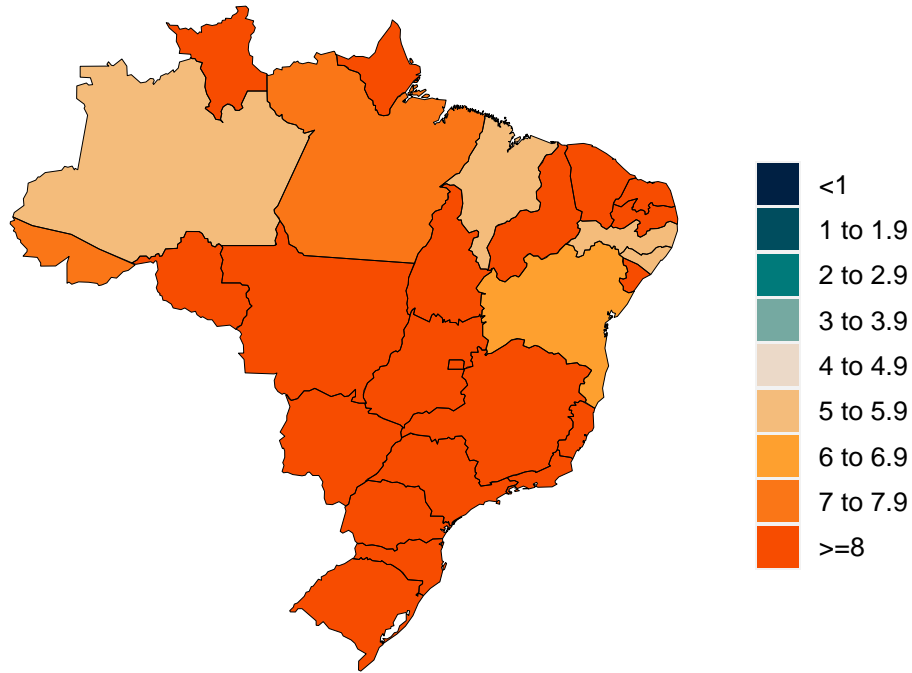 <1
1 to 1.9
2 to 2.9
3 to 3.9
4 to 4.9
5 to 5.9
6 to 6.9
7 to 7.9
>=8